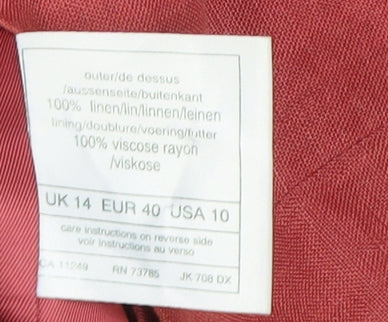 outer/de dessus
/aussenseite/buitenkant
100% linen/lin/linnen/leinen
lining/doublure/voering/futter
100% viscose rayon
/viskose
UK 14 EUR 40 USA 10
care instructions on reverse side
voir instructions au verso
CA 11249 RN 73785 JK 708 DX